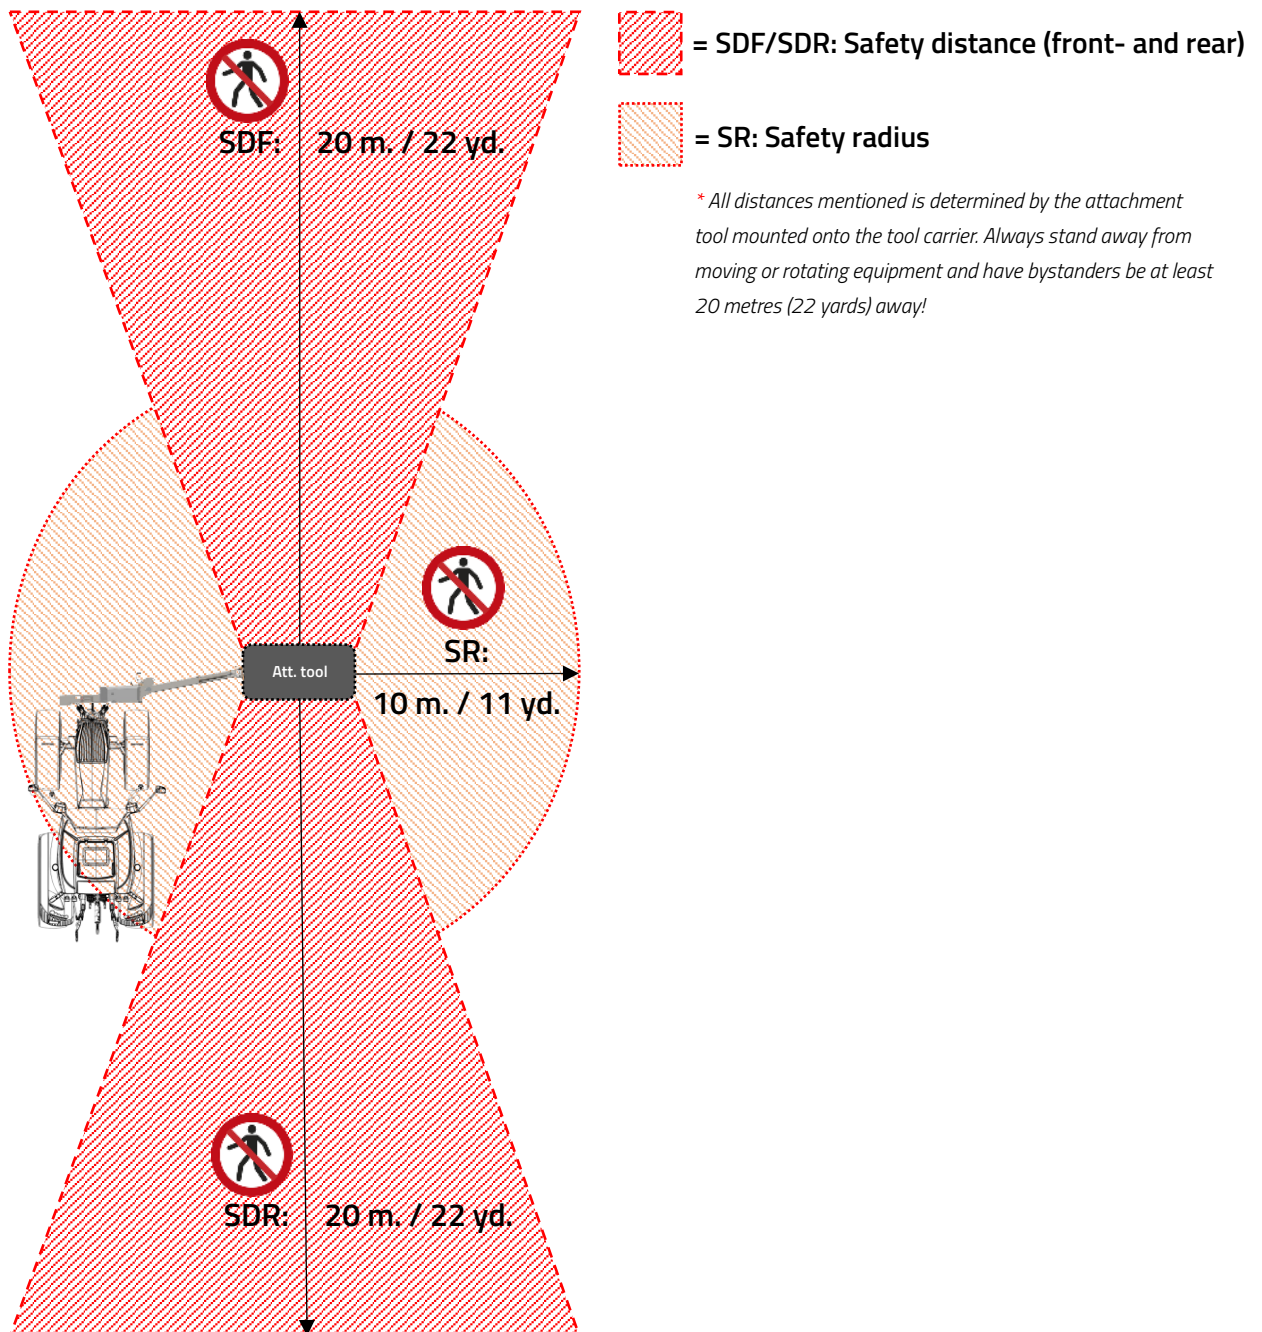 = SDF/SDR: Safety distance (front- and rear)
SDF: 20 m. / 22 yd.
= SR: Safety radius
* All distances mentioned is determined by the attachment
tool mounted onto the tool carrier. Always stand away from
moving or rotating equipment and have bystanders be at least
20 metres (22 yards) away!
SR:
Att. tool
10 m. / 11 yd.
SDR: 20 m. / 22 yd.